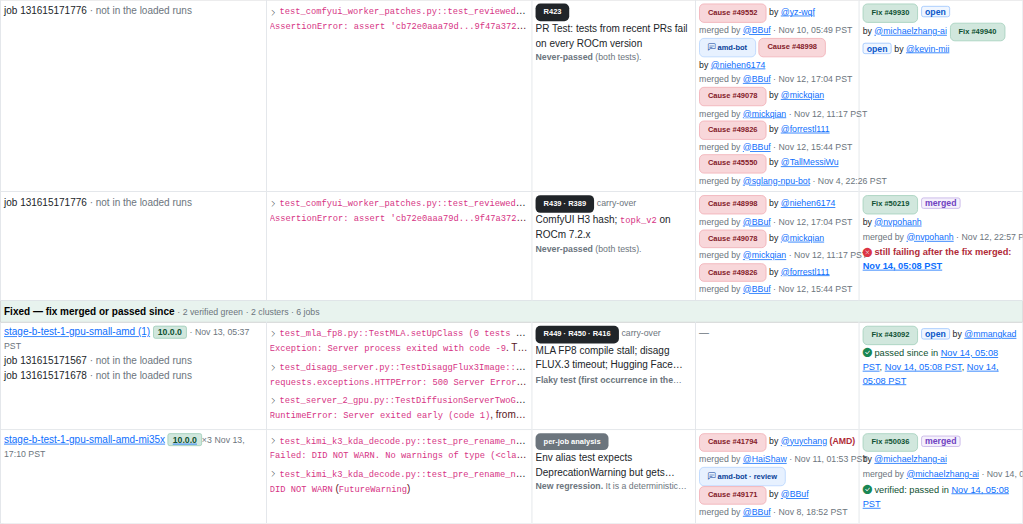 job 131615171776 · not in the loaded runs
test_comfyui_worker_patches.py::test_reviewed…
AssertionError: assert 'cb72e0aaa79d...9f47a372…
R423
PR Test: tests from recent PRs fail
on every ROCm version
Never-passed (both tests).
Cause #49552 by @yz-wqf
merged by @BBuf · Nov 10, 05:49 PST
amd-bot Cause #48998
by @niehen6174
merged by @BBuf · Nov 12, 17:04 PST
Cause #49078 by @mickqian
merged by @mickqian · Nov 12, 11:17 PST
Cause #49826 by @forrestl111
merged by @BBuf · Nov 12, 15:44 PST
Cause #45550 by @TallMessiWu
merged by @sglang-npu-bot · Nov 4, 22:26 PST
Fix #49930 open
by @michaelzhang-ai Fix #49940
open by @kevin-mii
job 131615171776 · not in the loaded runs
test_comfyui_worker_patches.py::test_reviewed…
AssertionError: assert 'cb72e0aaa79d...9f47a372…
R439 · R389 carry-over
ComfyUI H3 hash; topk_v2 on
ROCm 7.2.x
Never-passed (both tests).
Cause #48998 by @niehen6174
merged by @BBuf · Nov 12, 17:04 PST
Cause #49078 by @mickqian
merged by @mickqian · Nov 12, 11:17 PST
Cause #49826 by @forrestl111
merged by @BBuf · Nov 12, 15:44 PST
Fix #50219 merged
by @nvpohanh
merged by @nvpohanh · Nov 12, 22:57 P
still failing after the fix merged:
Nov 14, 05:08 PST
Fixed — fix merged or passed since · 2 verified green · 2 clusters · 6 jobs
stage-b-test-1-gpu-small-amd (1) 10.0.0 · Nov 13, 05:37
PST
job 131615171567 · not in the loaded runs
job 131615171678 · not in the loaded runs
test_mla_fp8.py::TestMLA.setUpClass (0 tests …
Exception: Server process exited with code -9. T…
test_disagg_server.py::TestDisaggFlux3Image::…
requests.exceptions.HTTPError: 500 Server Error…
test_server_2_gpu.py::TestDiffusionServerTwoG…
RuntimeError: Server exited early (code 1), from…
R449 · R450 · R416 carry-over
MLA FP8 compile stall; disagg
FLUX.3 timeout; Hugging Face…
Flaky test (first occurrence in the…
—
Fix #43092 open by @mmangkad
passed since in Nov 14, 05:08
PST, Nov 14, 05:08 PST, Nov 14,
05:08 PST
stage-b-test-1-gpu-small-amd-mi35x 10.0.0 ×3 Nov 13,
17:10 PST
test_kimi_k3_kda_decode.py::test_pre_rename_n…
Failed: DID NOT WARN. No warnings of type (<cla…
test_kimi_k3_kda_decode.py::test_pre_rename_n…
DID NOT WARN (FutureWarning)
per-job analysis
Env alias test expects
DeprecationWarning but gets…
New regression. It is a deterministic…
Cause #41794 by @yuychang (AMD)
merged by @HaiShaw · Nov 11, 01:53 PST
amd-bot · review
Cause #49171 by @BBuf
merged by @BBuf · Nov 8, 18:52 PST
Fix #50036 merged
by @michaelzhang-ai
merged by @michaelzhang-ai · Nov 14, 0
verified: passed in Nov 14, 05:08
PST